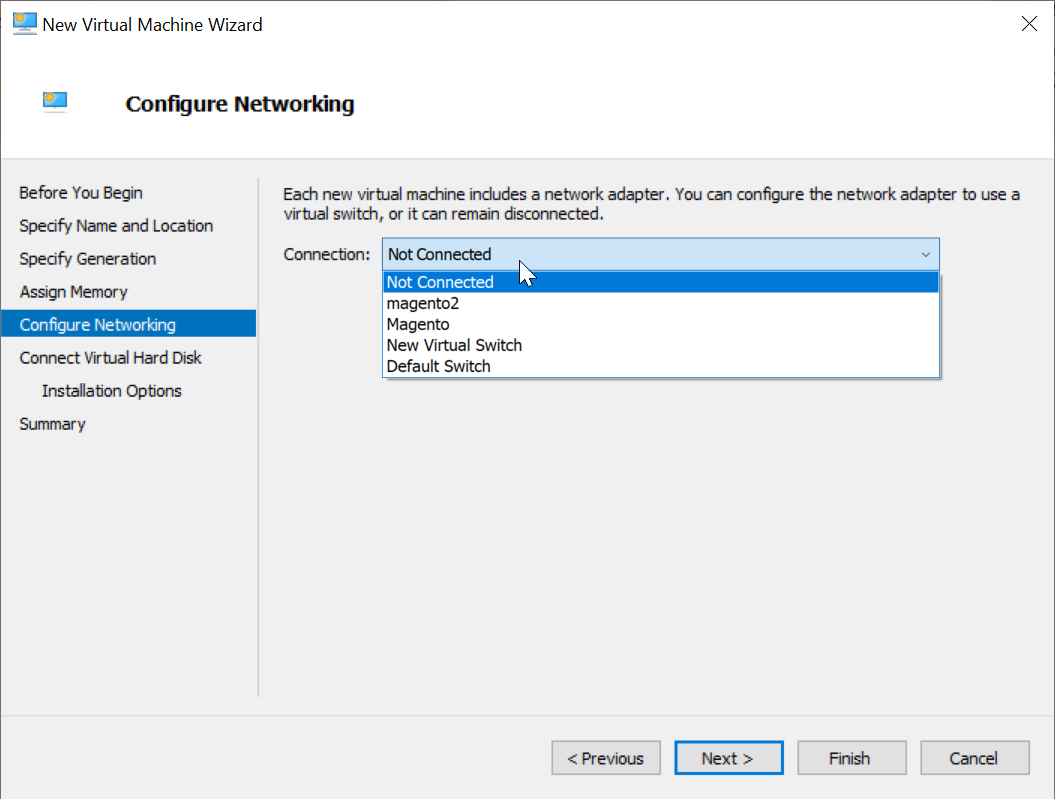 New Virtual Machine Wizard
Configure Networking
Before You Begin
Specify Name and Location
Specify Generation
Assign Memory
Configure Networking
Connect Virtual Hard Disk
Installation Options
Summary
Each new virtual machine includes a network adapter. You can configure the network adapter to use a
virtual switch, or it can remain disconnected.
Connection: Not Connected
Not Connected
magento2
Magento
New Virtual Switch
Default Switch
< Previous Next > Finish Cancel